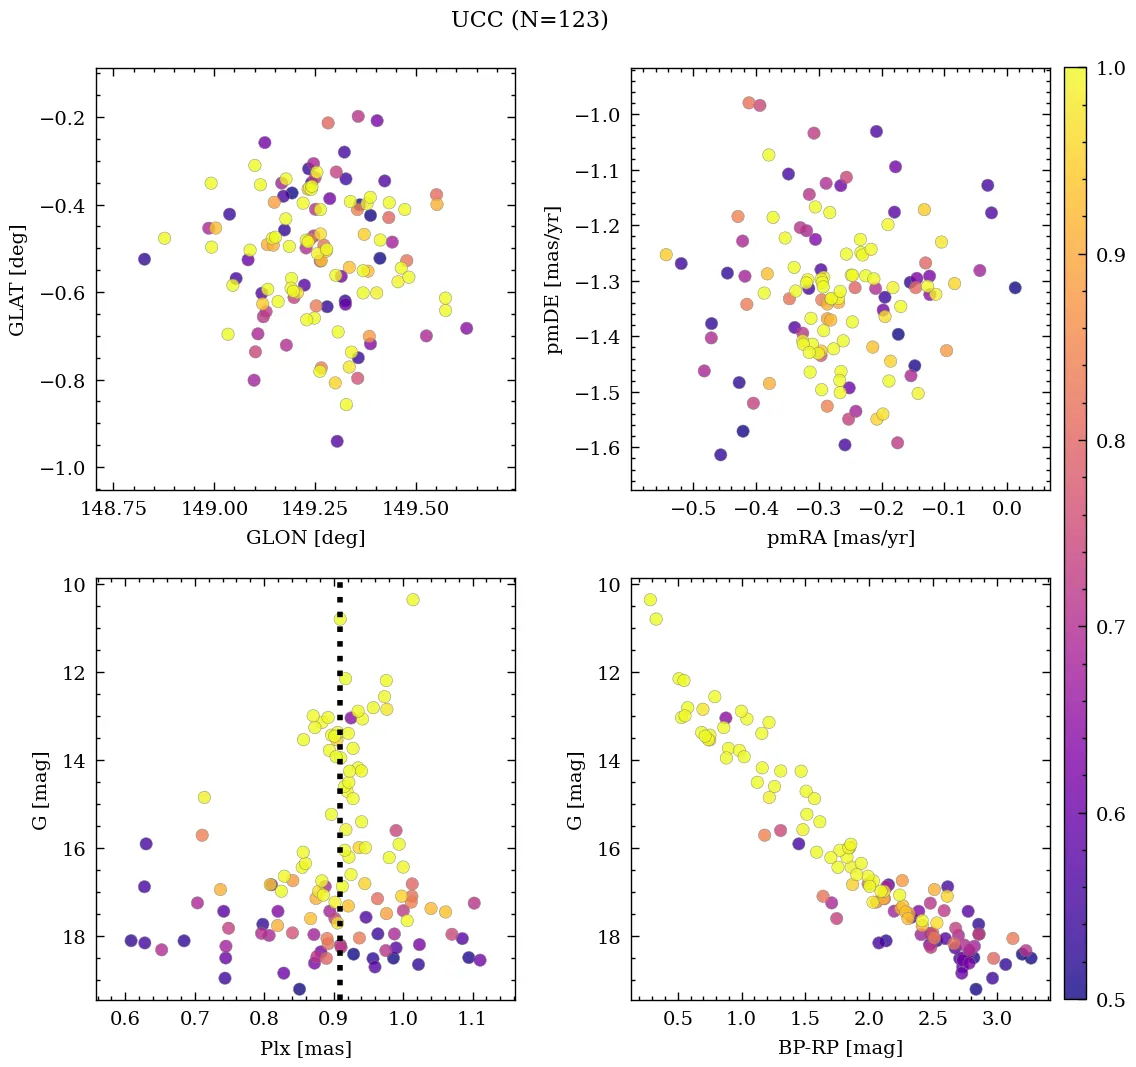 UCC (N=123)
−0.2
−0.4
−0.6
−0.8
−1.0
GLAT [deg]
148.75 149.00 149.25 149.50
GLON [deg]
−1.0
−1.1
−1.2
−1.3
−1.4
−1.5
−1.6
pmDE [mas/yr]
−0.5 −0.4 −0.3 −0.2 −0.1 0.0
pmRA [mas/yr]
10
12
14
16
18
G [mag]
0.6 0.7 0.8 0.9 1.0 1.1
Plx [mas]
10
12
14
16
18
G [mag]
0.5 1.0 1.5 2.0 2.5 3.0
BP-RP [mag]
1.0
0.9
0.8
0.7
0.6
0.5